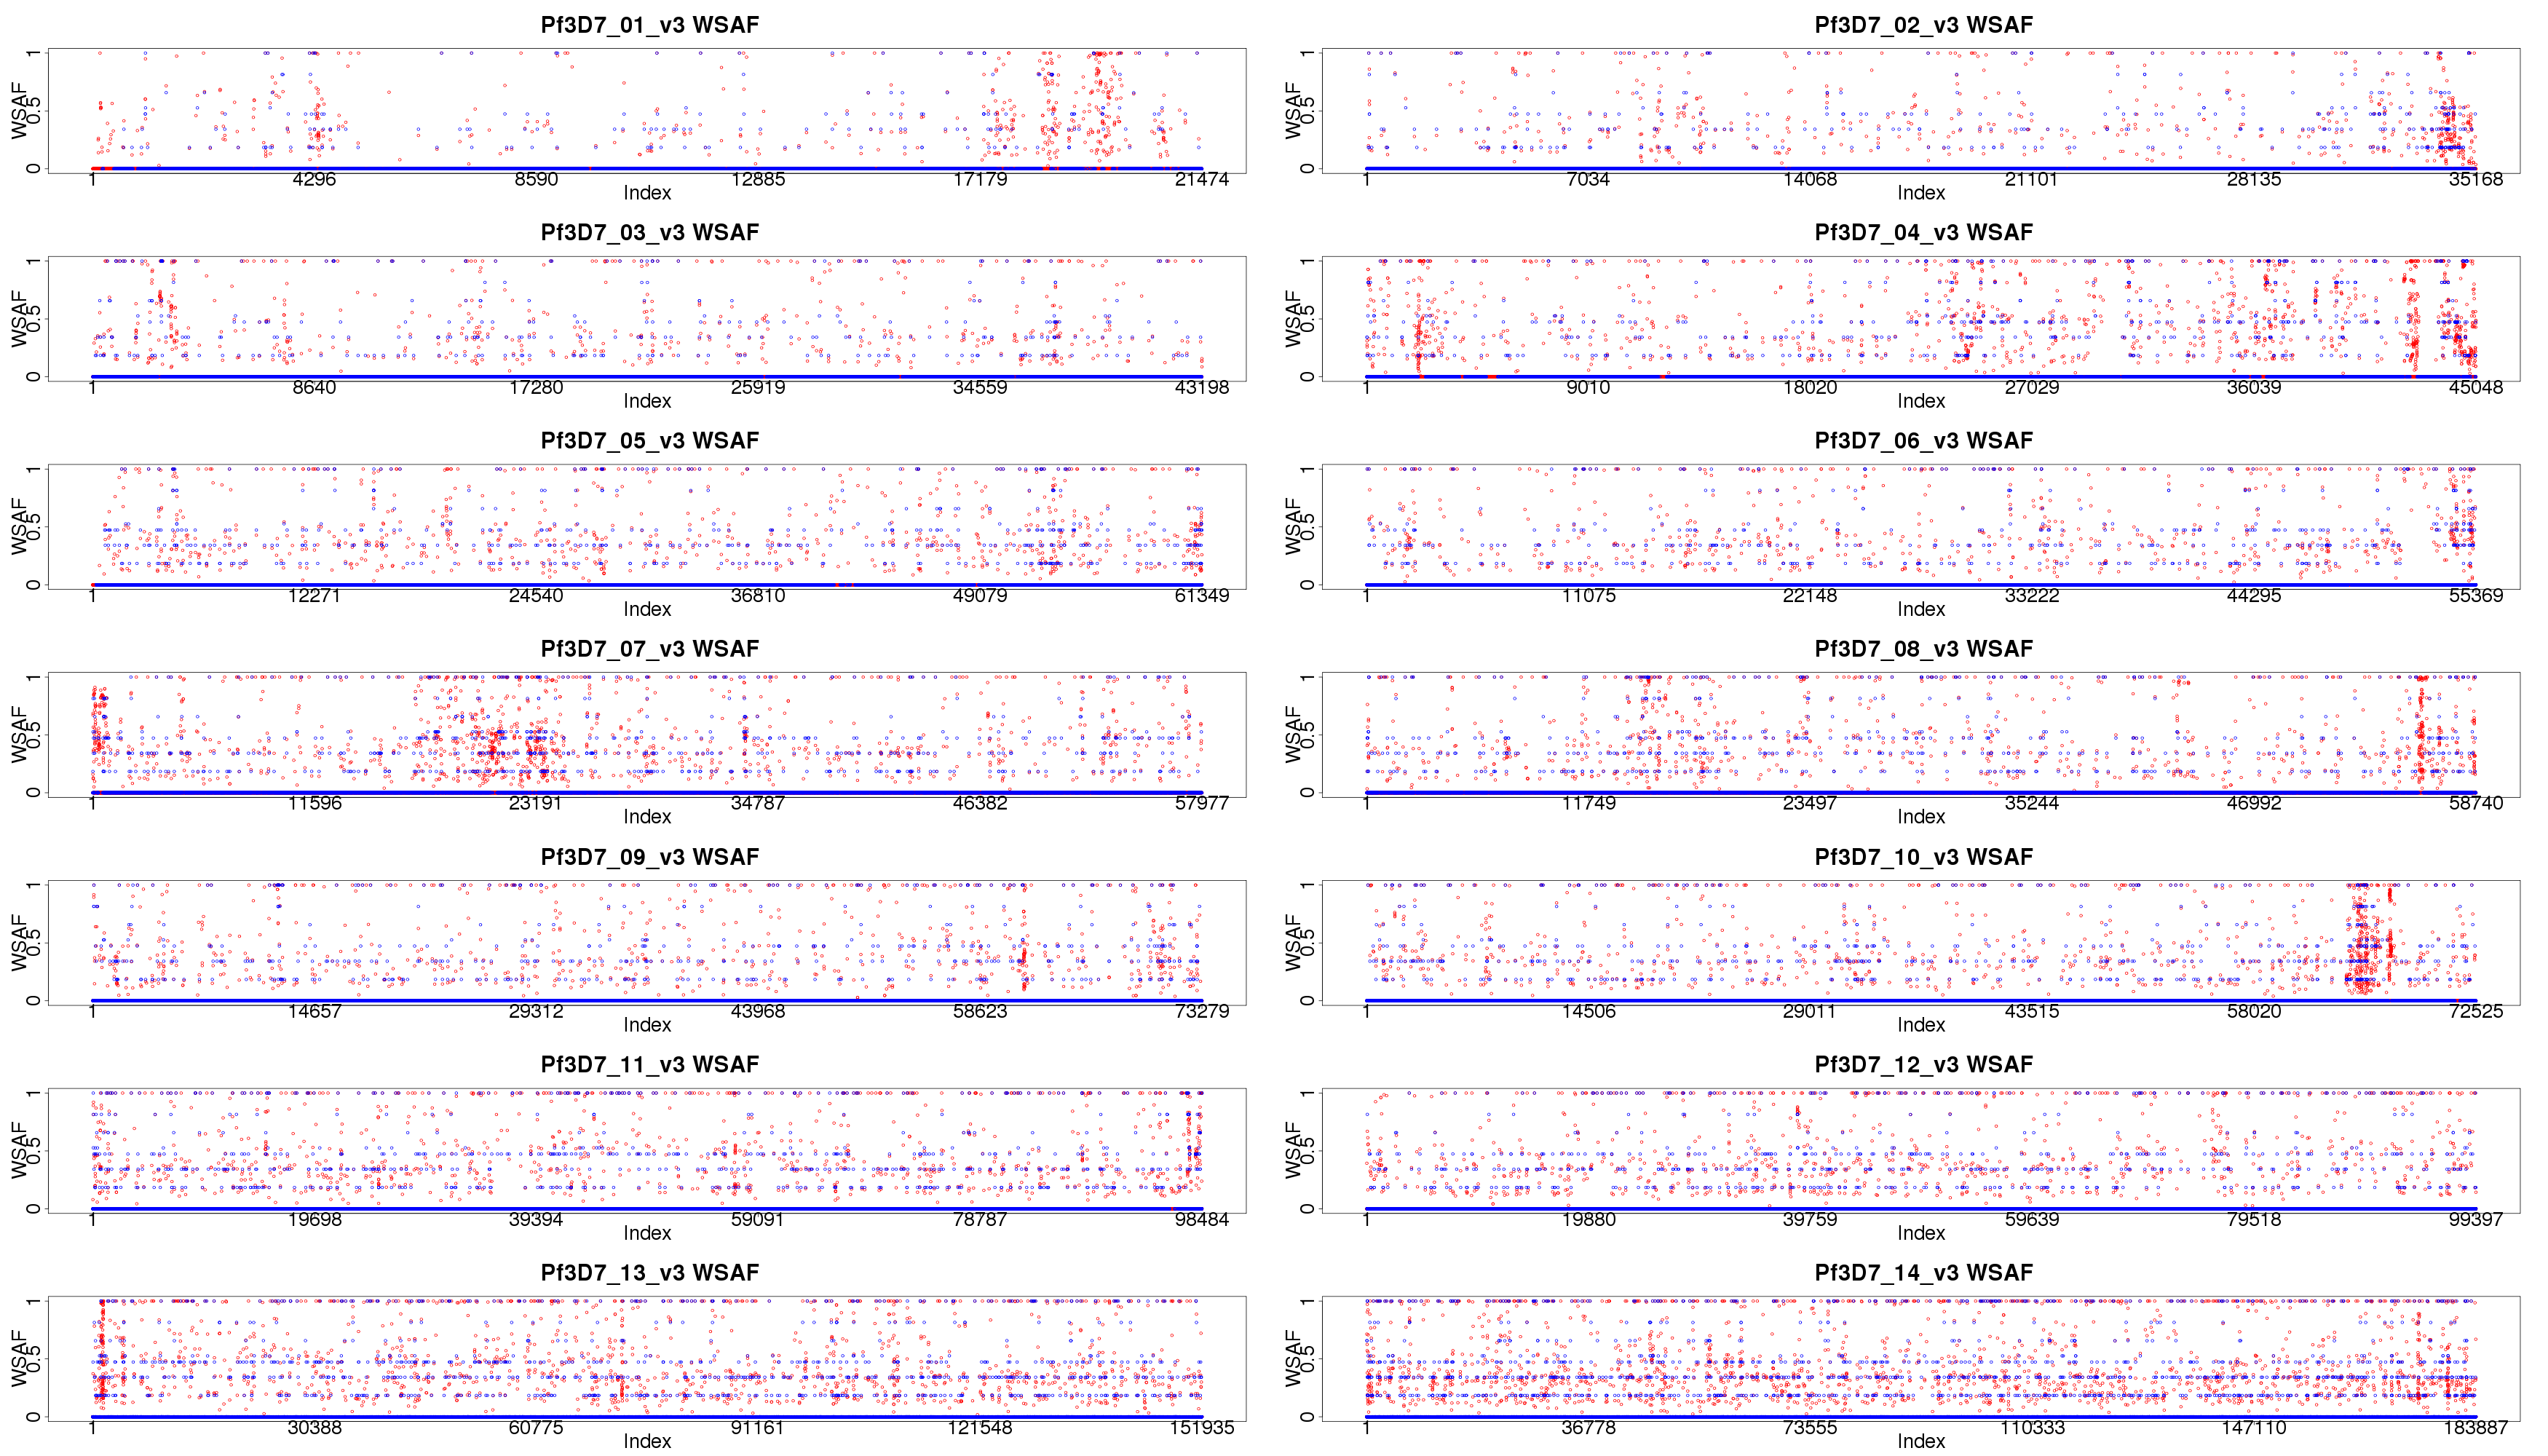 Pf3D7_01_v3 WSAF
WSAF
0 0.5 1
1 4296 8590 12885 17179 21474
Index
Pf3D7_02_v3 WSAF
WSAF
0 0.5 1
1 7034 14068 21101 28135 35168
Index
Pf3D7_03_v3 WSAF
WSAF
0 0.5 1
1 8640 17280 25919 34559 43198
Index
Pf3D7_04_v3 WSAF
WSAF
0 0.5 1
1 9010 18020 27029 36039 45048
Index
Pf3D7_05_v3 WSAF
WSAF
0 0.5 1
1 12271 24540 36810 49079 61349
Index
Pf3D7_06_v3 WSAF
WSAF
0 0.5 1
1 11075 22148 33222 44295 55369
Index
Pf3D7_07_v3 WSAF
WSAF
0 0.5 1
1 11596 23191 34787 46382 57977
Index
Pf3D7_08_v3 WSAF
WSAF
0 0.5 1
1 11749 23497 35244 46992 58740
Index
Pf3D7_09_v3 WSAF
WSAF
0 0.5 1
1 14657 29312 43968 58623 73279
Index
Pf3D7_10_v3 WSAF
WSAF
0 0.5 1
1 14506 29011 43515 58020 72525
Index
Pf3D7_11_v3 WSAF
WSAF
0 0.5 1
1 19698 39394 59091 78787 98484
Index
Pf3D7_12_v3 WSAF
WSAF
0 0.5 1
1 19880 39759 59639 79518 99397
Index
Pf3D7_13_v3 WSAF
WSAF
0 0.5 1
1 30388 60775 91161 121548 151935
Index
Pf3D7_14_v3 WSAF
WSAF
0 0.5 1
1 36778 73555 110333 147110 183887
Index